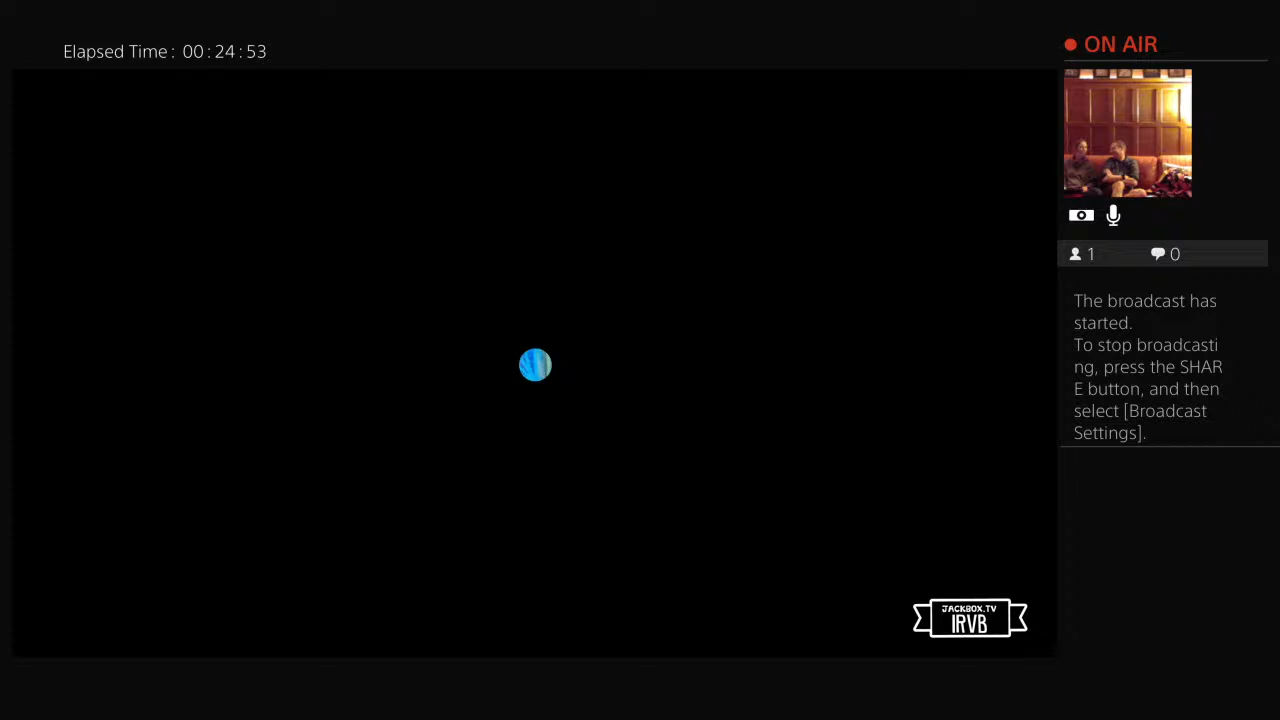 Elapsed Time: 00:24:53
ON AIR
1 0
The broadcast has
started.
To stop broadcasti
ng, press the SHAR
E button, and then
select [Broadcast
Settings].
JACKBOX.TV
IRVB